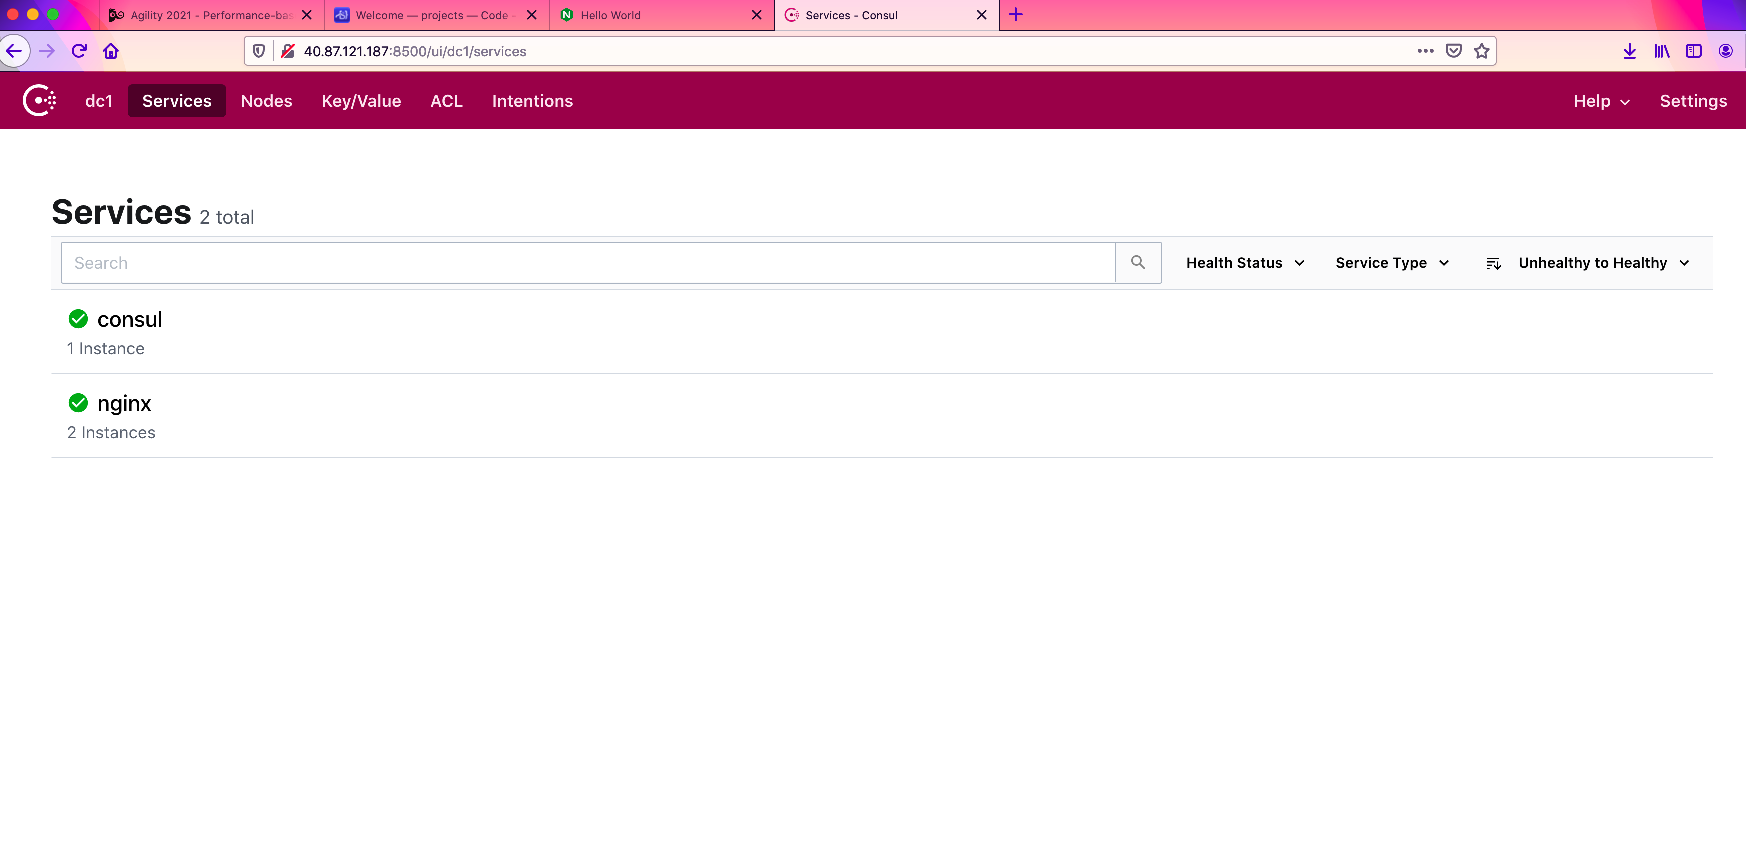 Agility 2021 - Performance-bas
Welcome — projects — Code -
Hello World
Services - Consul
40.87.121.187:8500/ui/dc1/services
dc1 Services Nodes Key/Value ACL Intentions Help Settings
Services 2 total
Search Health Status Service Type Unhealthy to Healthy
consul
1 Instance
nginx
2 Instances